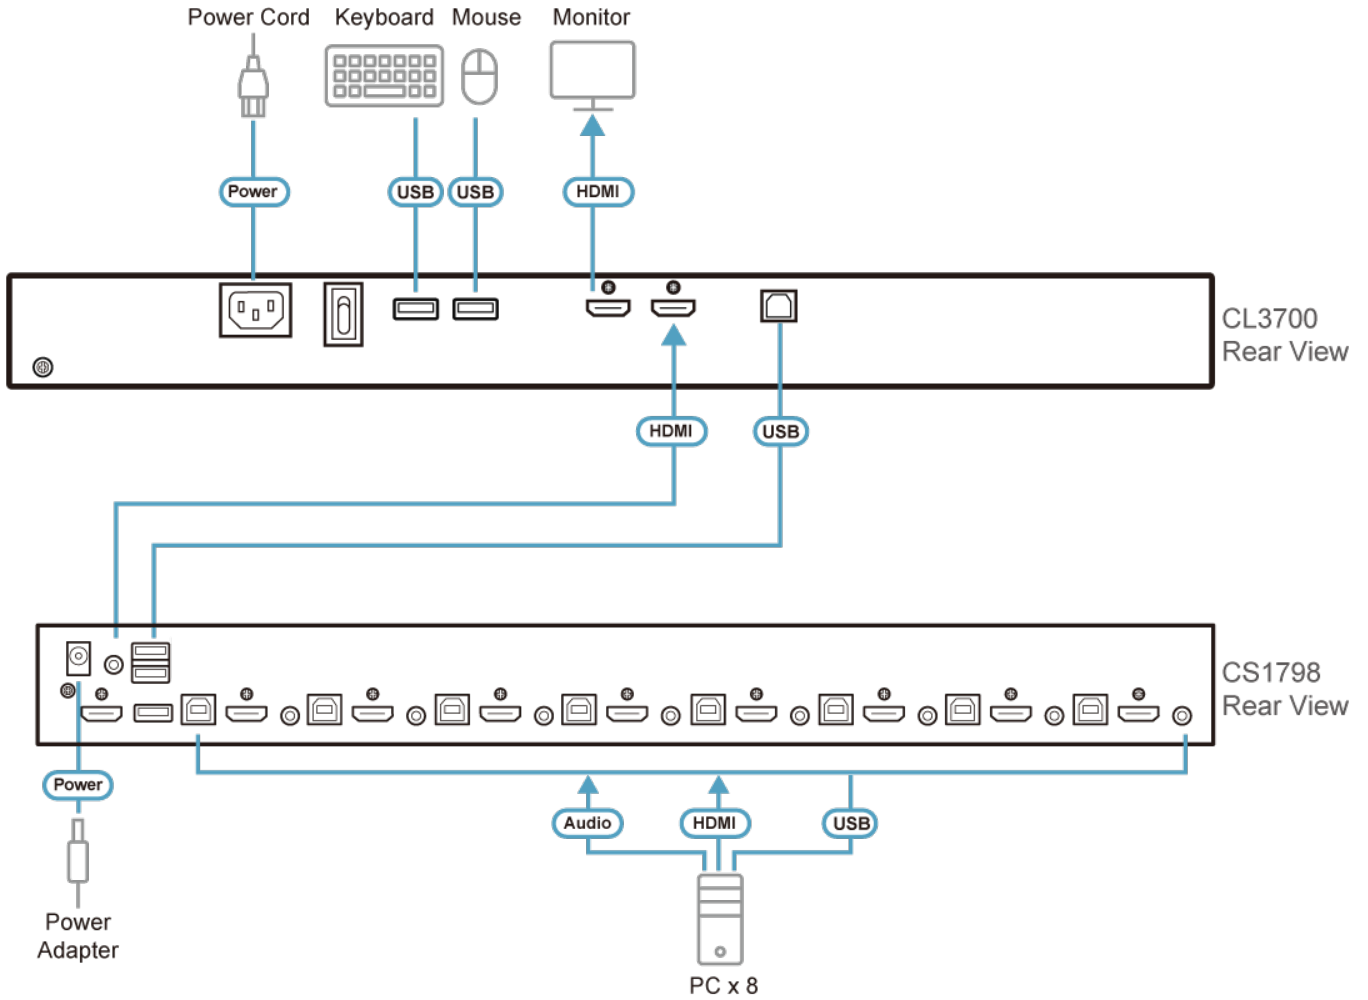 Power Cord Keyboard Mouse Monitor
Power USB USB HDMI
CL3700
Rear View
HDMI USB
CS1798
Rear View
Power
Audio HDMI USB
Power
Adapter
PC x 8